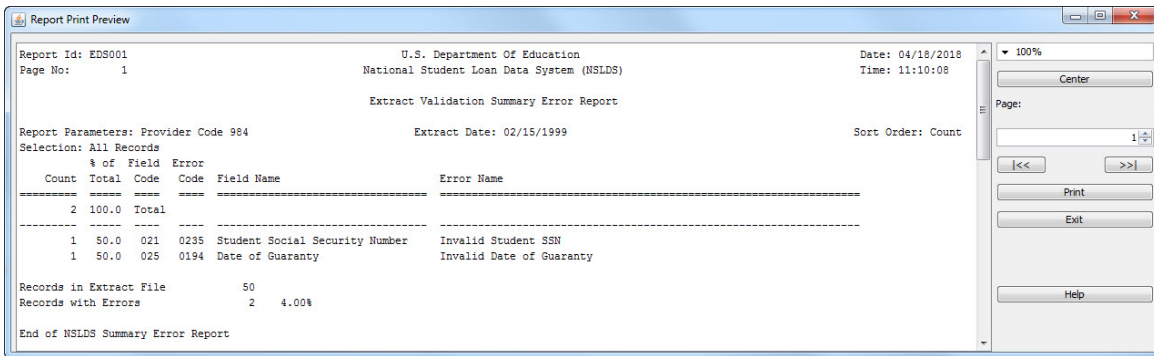 Report Print Preview
Report Id: EDS001 U.S. Department Of Education Date: 04/18/2018
Page No: 1 National Student Loan Data System (NSLDS) Time: 11:10:08
Extract Validation Summary Error Report
Report Parameters: Provider Code 984 Extract Date: 02/15/1999 Sort Order: Count
Selection: All Records
% of Field Error
Count Total Code Code Field Name Error Name
2 100.0 Total
1 50.0 021 0235 Student Social Security Number Invalid Student SSN
1 50.0 025 0194 Date of Guaranty Invalid Date of Guaranty
Records in Extract File 50
Records with Errors 2 4.00%
End of NSLDS Summary Error Report
100%
Center
Page:
1
|<< >>|
Print
Exit
Help